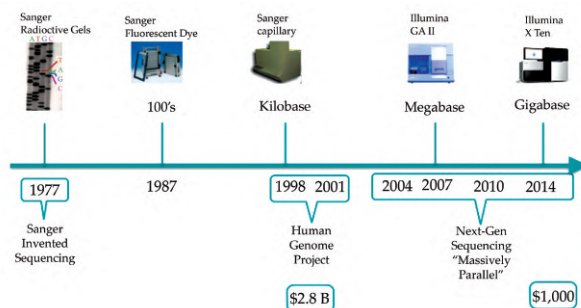 Sanger
Radioctive Gels
A T G C
T
A
G
C
Sanger
Fluorescent Dye
Sanger
capillary
Illumina
GA II
Illumina
X Ten
100's
Kilobase
Megabase
Gigabase
1977
1987
1998 2001
2004 2007 2010 2014
Sanger
Invented
Sequencing
Human
Genome
Project
Next-Gen
Sequencing
"Massively
Parallel"
$2.8 B
$1,000